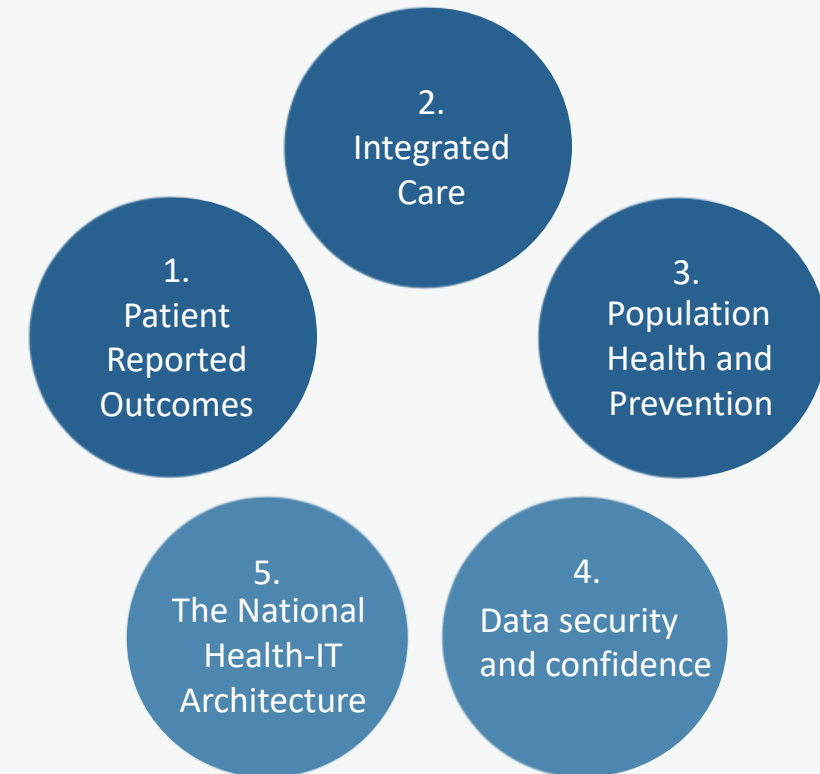 1.
Patient
Reported
Outcomes
2.
Integrated
Care
3.
Population
Health and
Prevention
4.
Data security
and confidence
5.
The National
Health-IT
Architecture